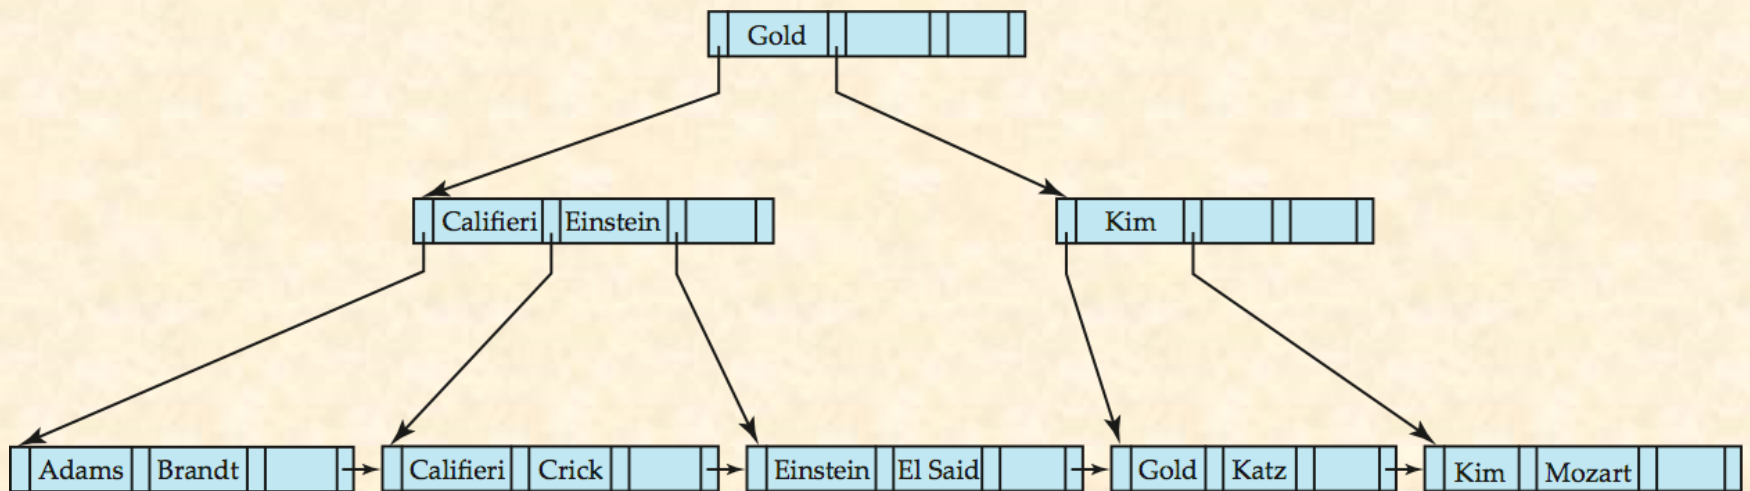 Gold
Califieri Einstein Kim
Adams Brandt Califieri Crick Einstein El Said Gold Katz Kim Mozart